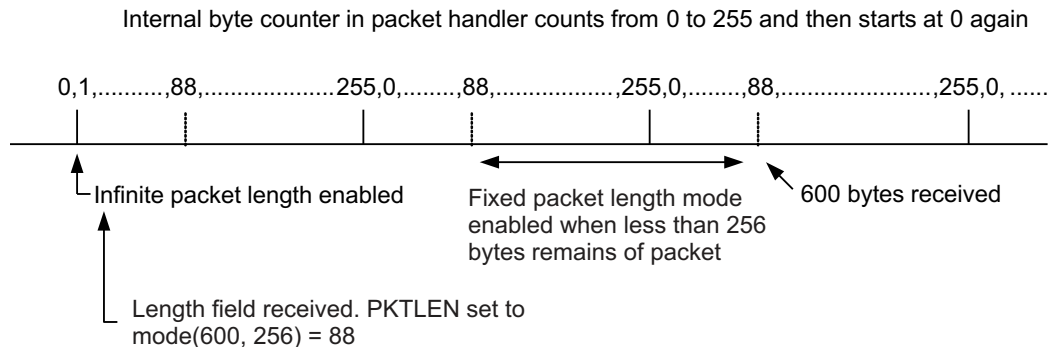 Internal byte counter in packet handler counts from 0 to 255 and then starts at 0 again
0,1,..........,88,....................255,0,........,88,....................,255,0,........,88,.......................,255,0, ......
Infinite packet length enabled
Fixed packet length mode
enabled when less than 256
bytes remains of packet
600 bytes received
Length field received. PKTLEN set to
mode(600, 256) = 88